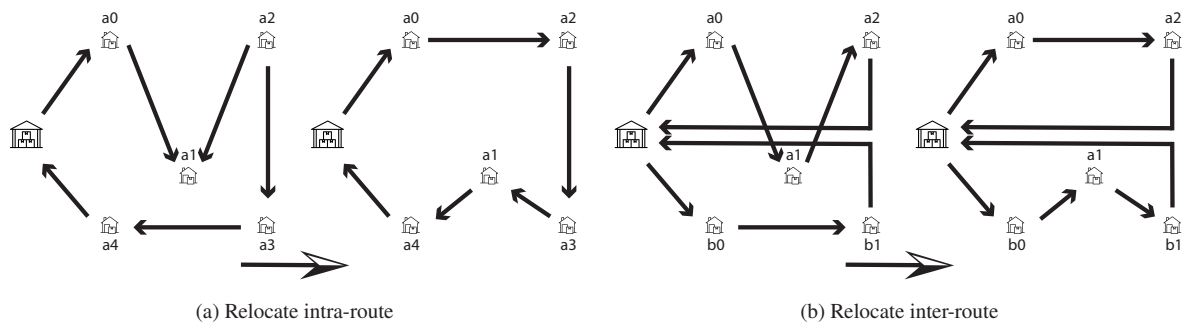 a0 a2 a0 a2 a0 a2 a0 a2
a1 a1 a1 a1
a4 a3 a4 a3 b0 b1 b0 b1
(a) Relocate intra-route (b) Relocate inter-route